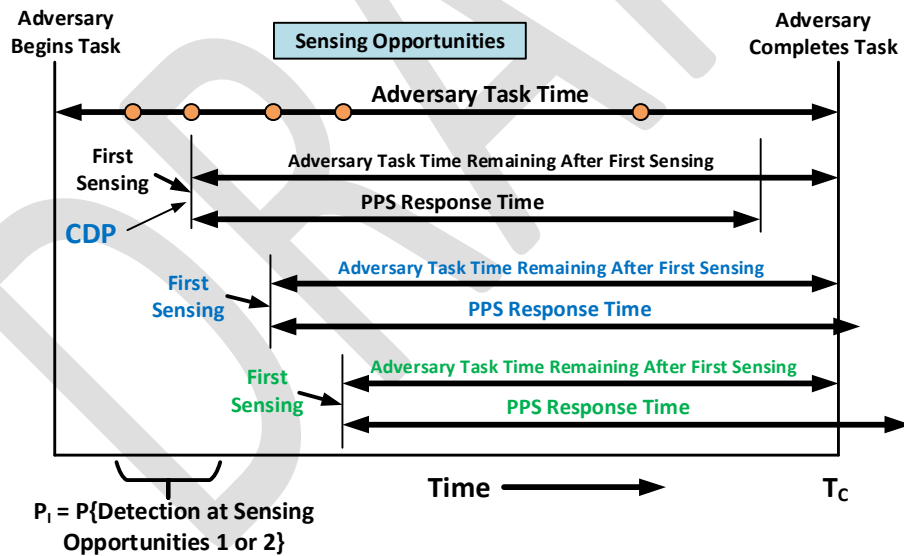 DRAFT
Adversary
Begins Task
Sensing Opportunities
Adversary
Completes Task
Adversary Task Time
First
Sensing
Adversary Task Time Remaining After First Sensing
CDP
PPS Response Time
First
Sensing
Adversary Task Time Remaining After First Sensing
PPS Response Time
First
Sensing
Adversary Task Time Remaining After First Sensing
PPS Response Time
Time
TC
PI = P{Detection at Sensing
Opportunities 1 or 2}